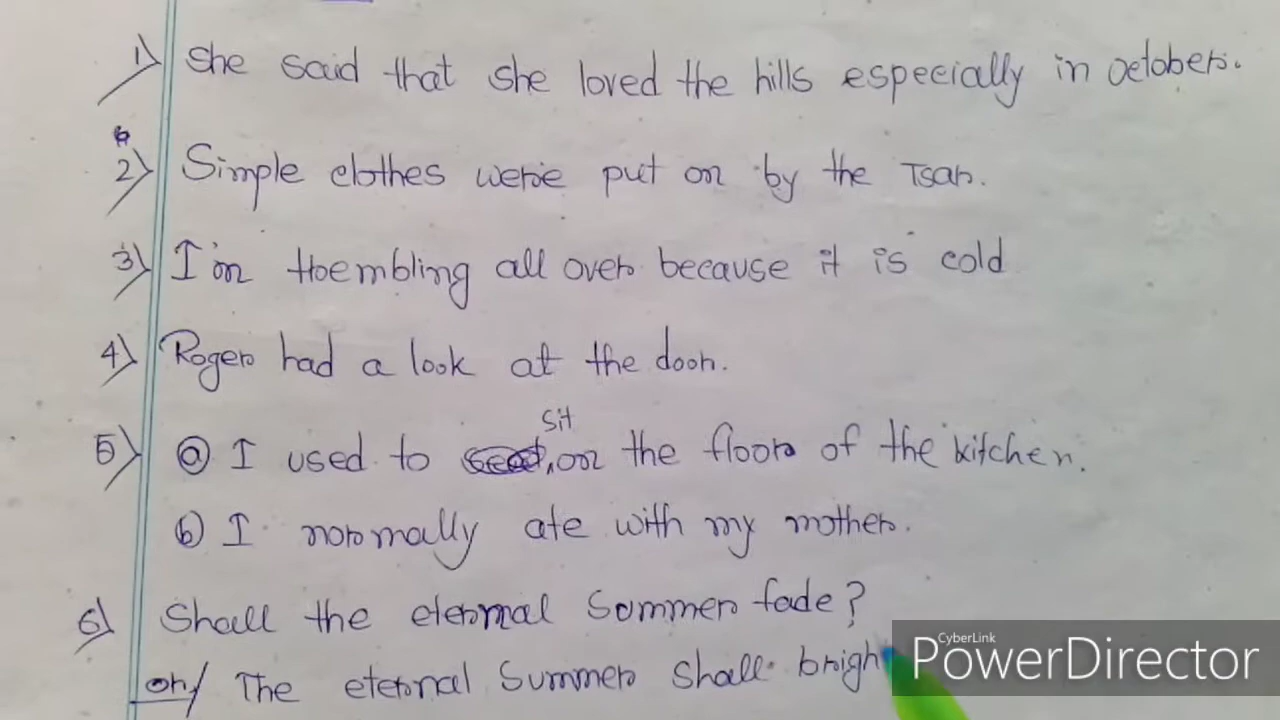 1) She said that she loved the hills especially in October.
2) Simple clothes were put on by the Tsar.
3) I'm trembling all over because it is cold
4) Roger had a look at the door.
sit
5) a) I used to on the floor of the kitchen.
b) I normally ate with my mother.
6) Shall the eternal Summer fade?
or/ The eternal Summer shall brigh
CyberLink
PowerDirector